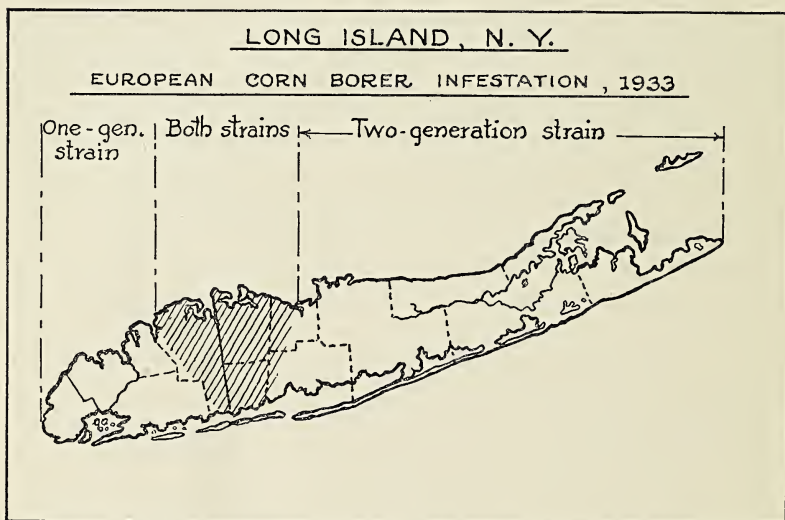 LONG ISLAND, N. Y.
EUROPEAN CORN BORER INFESTATION, 1933
One-gen. strain
Both strains
Two-generation strain